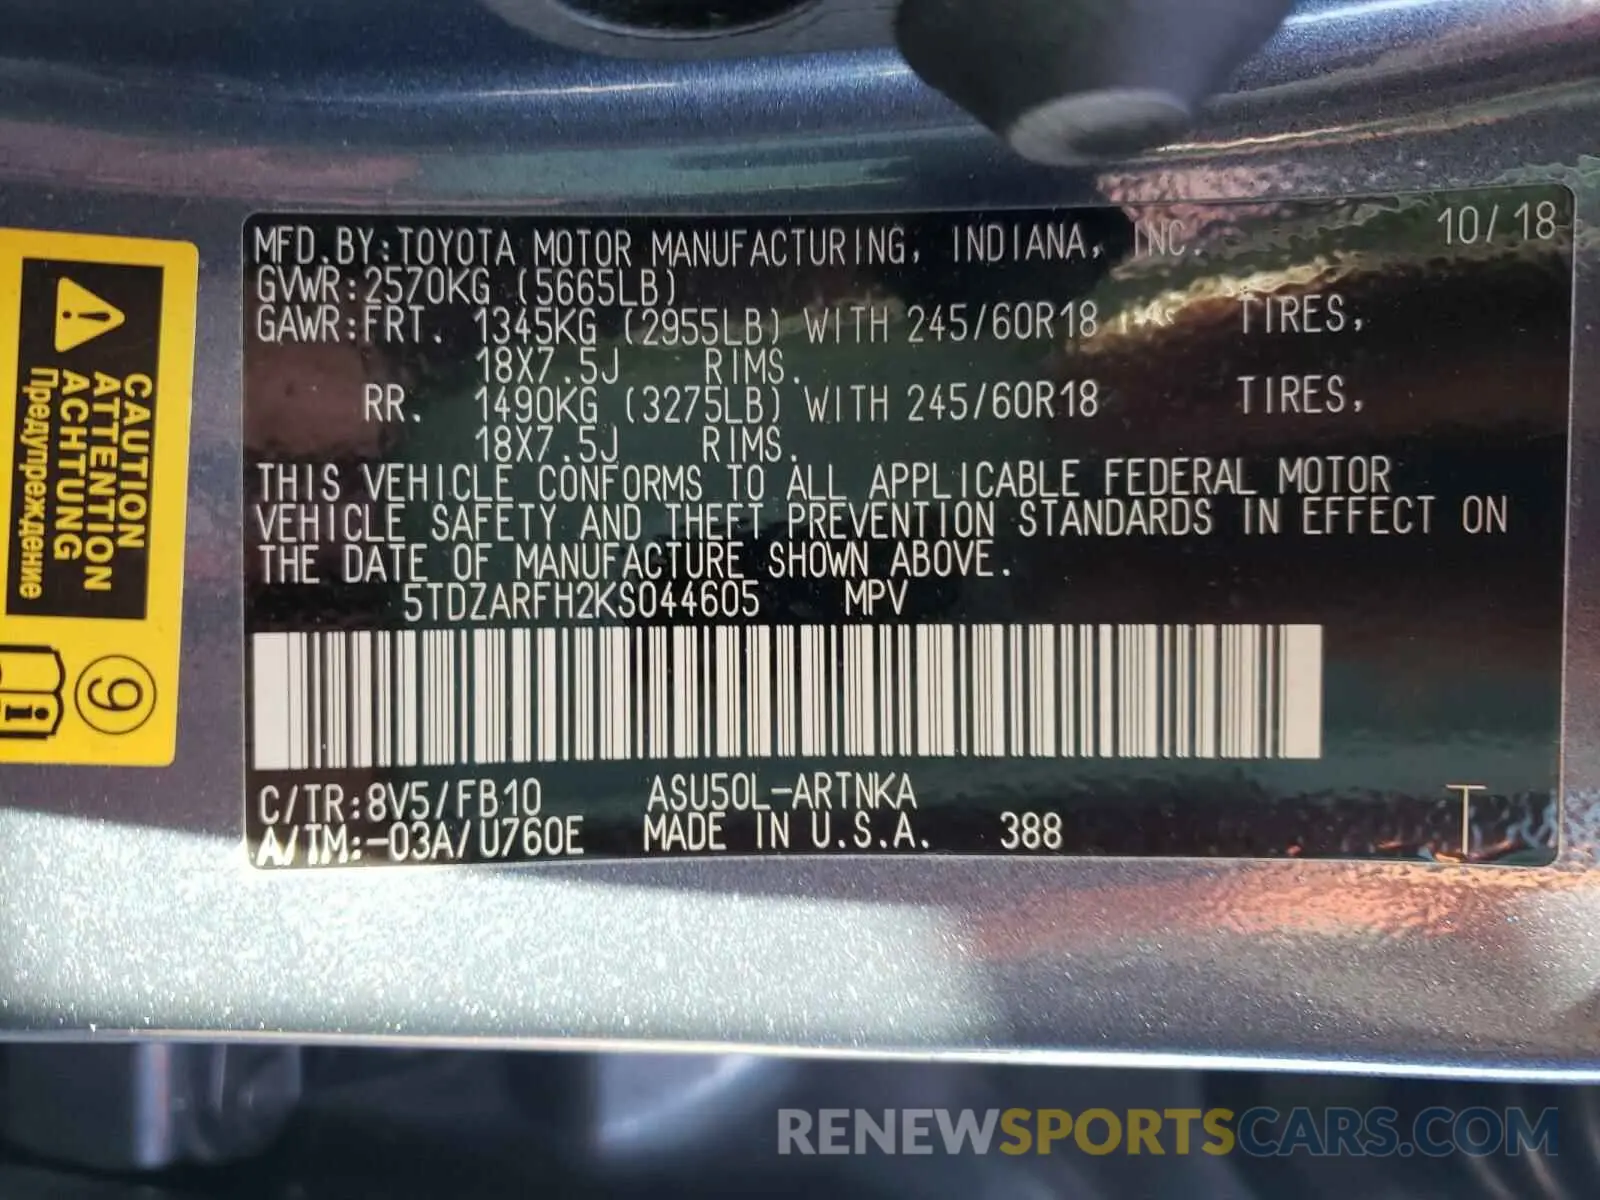 MFD.BY:TOYOTA MOTOR MANUFACTURING, INDIANA, INC. 10/18
GVWR:2570KG (5665LB)
GAWR:FRT. 1345KG (2955LB) WITH 245/60R18 TIRES,
18X7.5J RIMS.
RR. 1490KG (3275LB) WITH 245/60R18 TIRES,
18X7.5J RIMS.
THIS VEHICLE CONFORMS TO ALL APPLICABLE FEDERAL MOTOR
VEHICLE SAFETY AND THEFT PREVENTION STANDARDS IN EFFECT ON
THE DATE OF MANUFACTURE SHOWN ABOVE.
5TDZARFH2KS044605 MPV
C/TR:8V5/FB10 ASU50L-ARTNKA
A/TM:-03A/U760E MADE IN U.S.A. 388 T
CAUTION
ATTENTION
ACHTUNG
Предупреждение
9
i
RENEWSPORTSCARS.COM